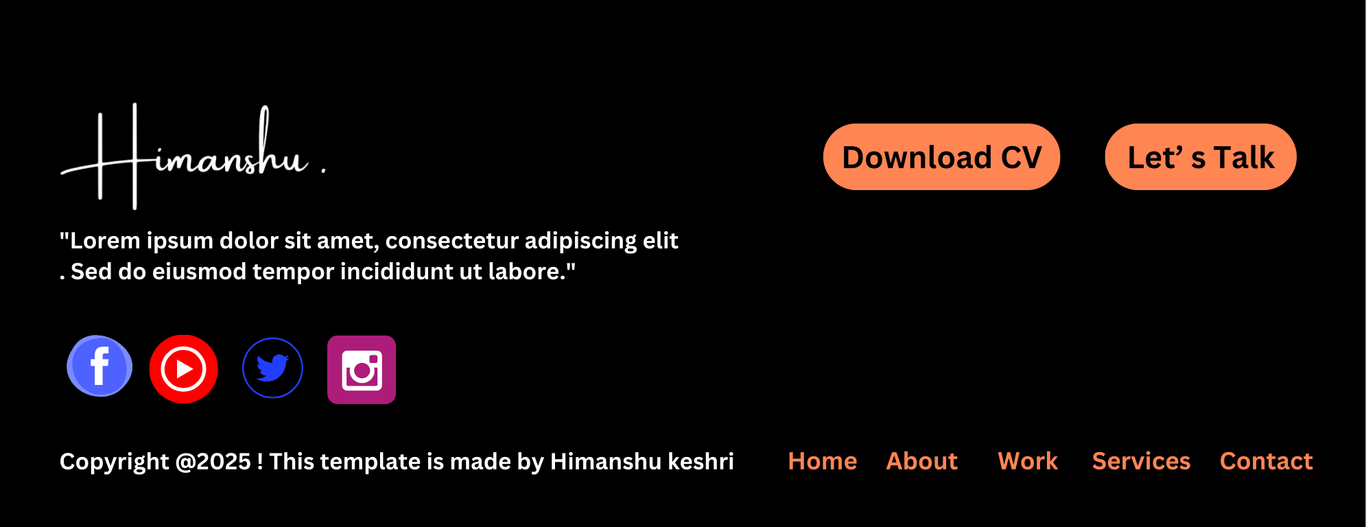 Himanshu .
Download CV
Let’ s Talk
"Lorem ipsum dolor sit amet, consectetur adipiscing elit
. Sed do eiusmod tempor incididunt ut labore."
Copyright @2025 ! This template is made by Himanshu keshri
Home About Work Services Contact